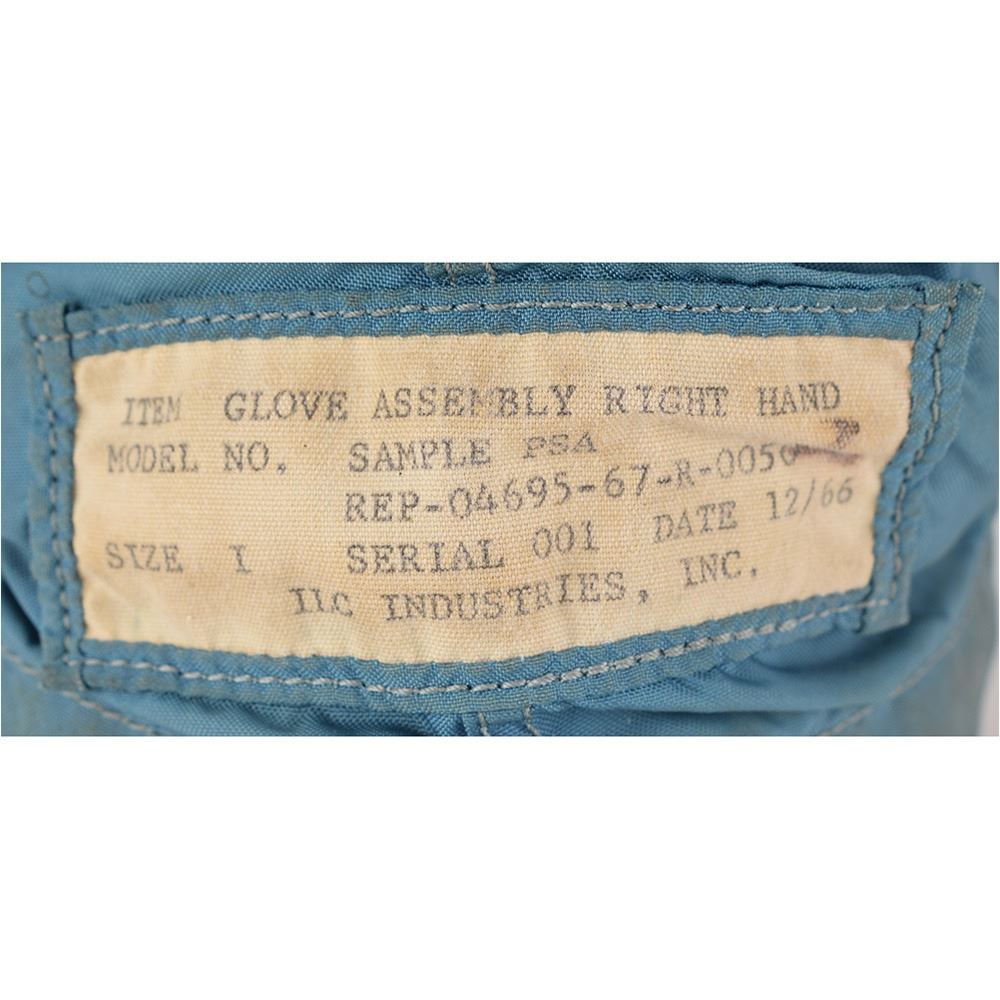 ITEM GLOVE ASSEMBLY RIGHT HAND
MODEL NO. SAMPLE PSA
REP-04695-67-R-0050
SIZE I SERIAL 001 DATE 12/66
ILC INDUSTRIES, INC.